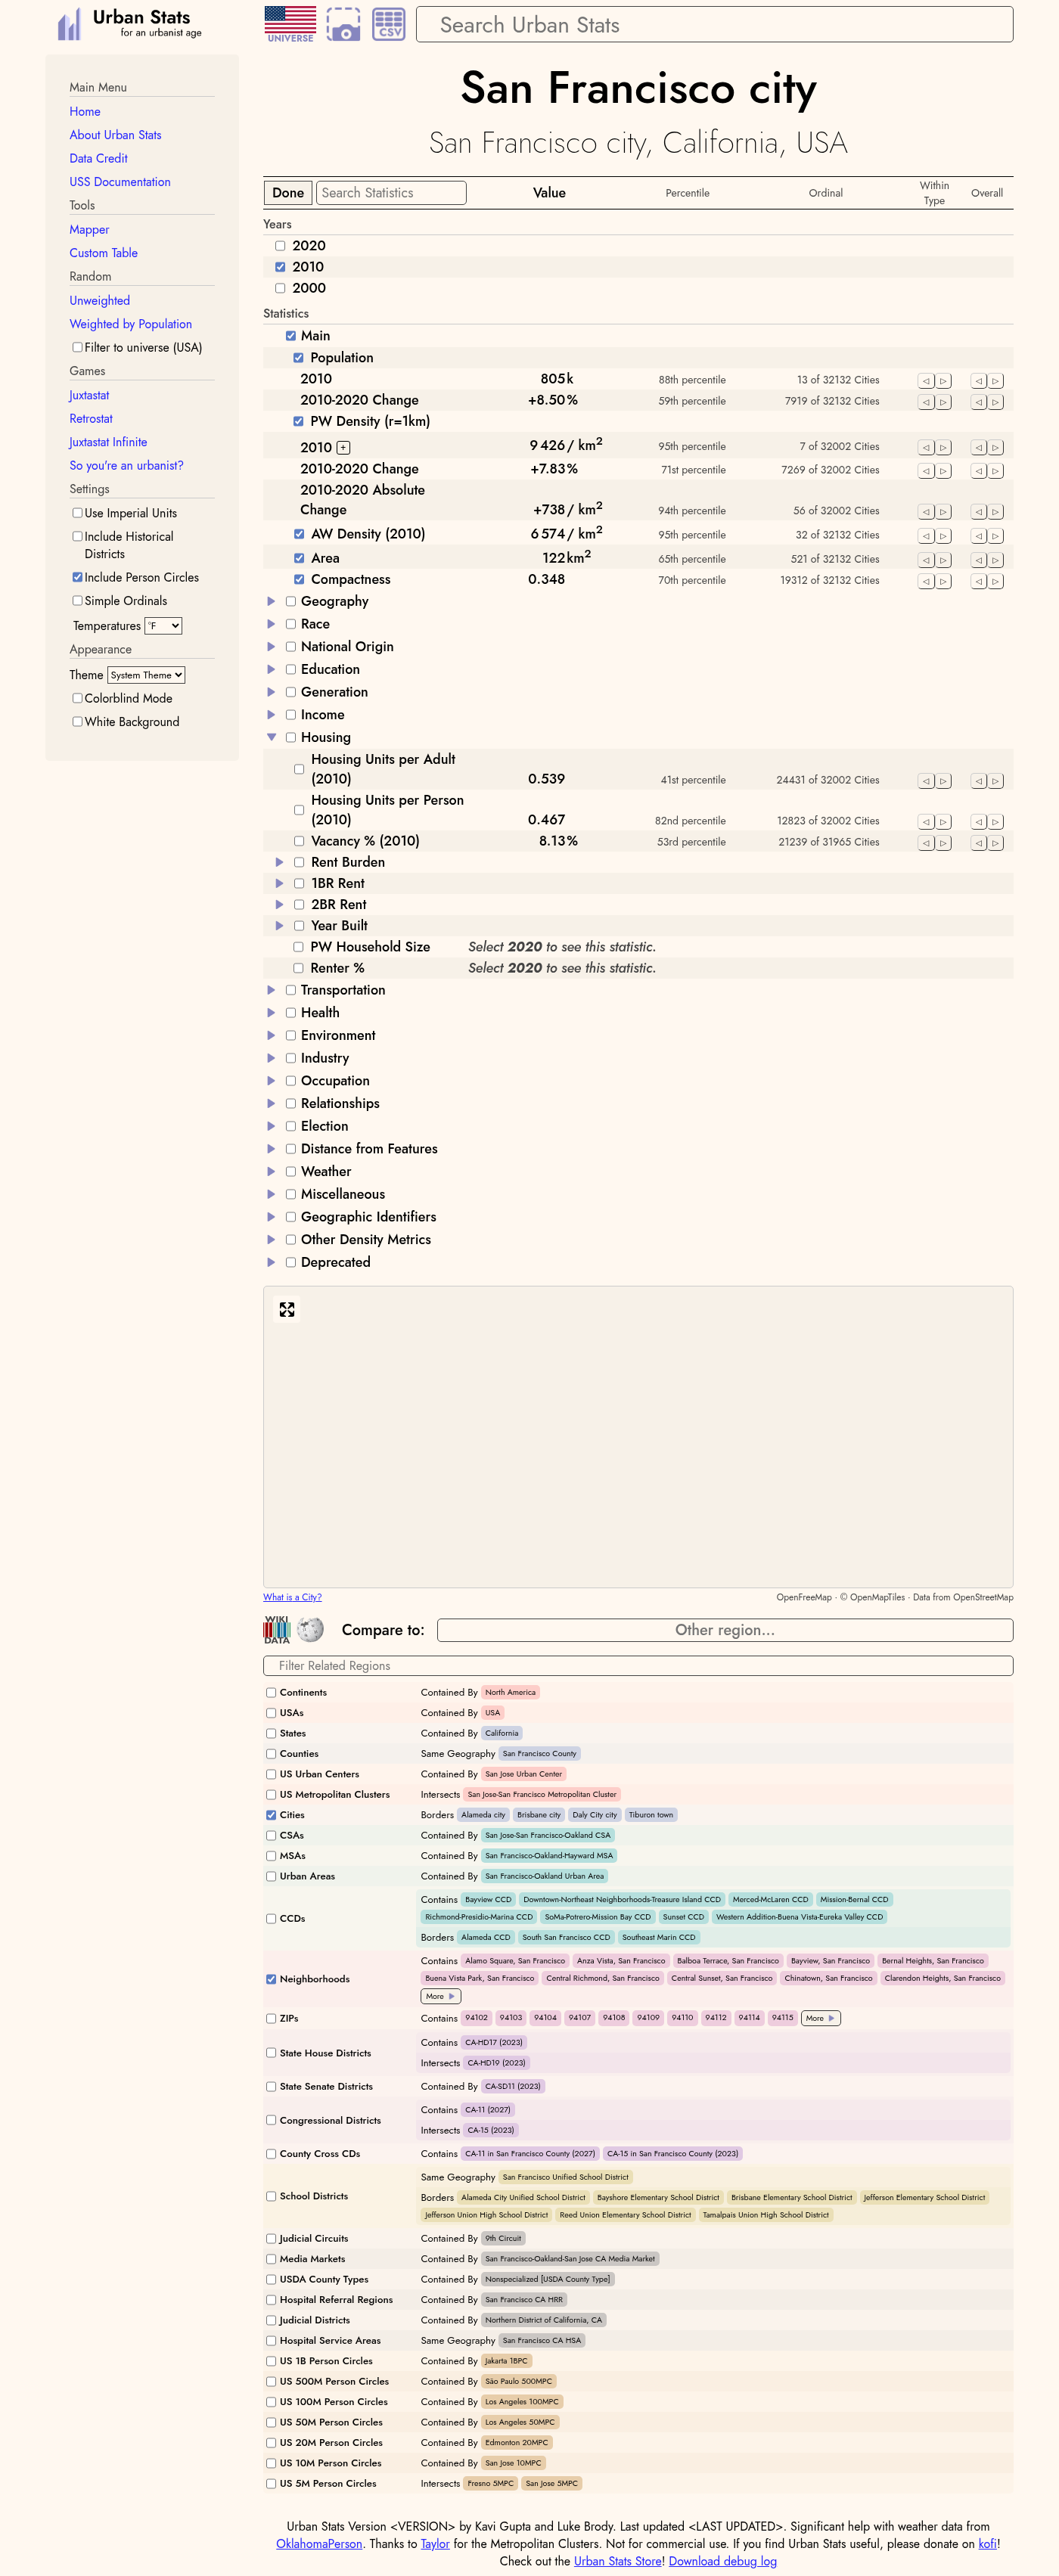 Urban Stats
for an urbanist age
UNIVERSE
CSV
Search Urban Stats
Main Menu
Home
About Urban Stats
Data Credit
USS Documentation
Tools
Mapper
Custom Table
Random
Unweighted
Weighted by Population
Filter to universe (USA)
Games
Juxtastat
Retrostat
Juxtastat Infinite
So you're an urbanist?
Settings
Use Imperial Units
Include Historical
Districts
Include Person Circles
Simple Ordinals
Temperatures °F
Appearance
Theme System Theme
Colorblind Mode
White Background
San Francisco city
San Francisco city, California, USA
Done Search Statistics Value Percentile Ordinal Within Type Overall
Years
2020
2010
2000
Statistics
Main
Population
2010 805k 88th percentile 13 of 32132 Cities
2010-2020 Change +8.50% 59th percentile 7919 of 32132 Cities
PW Density (r=1km)
2010 + 9 426 / km2 95th percentile 7 of 32002 Cities
2010-2020 Change +7.83% 71st percentile 7269 of 32002 Cities
2010-2020 Absolute
Change +738 / km2 94th percentile 56 of 32002 Cities
AW Density (2010) 6 574 / km2 95th percentile 32 of 32132 Cities
Area 122 km2 65th percentile 521 of 32132 Cities
Compactness 0.348 70th percentile 19312 of 32132 Cities
Geography
Race
National Origin
Education
Generation
Income
Housing
Housing Units per Adult
(2010) 0.539 41st percentile 24431 of 32002 Cities
Housing Units per Person
(2010) 0.467 82nd percentile 12823 of 32002 Cities
Vacancy % (2010) 8.13% 53rd percentile 21239 of 31965 Cities
Rent Burden
1BR Rent
2BR Rent
Year Built
PW Household Size Select 2020 to see this statistic.
Renter % Select 2020 to see this statistic.
Transportation
Health
Environment
Industry
Occupation
Relationships
Election
Distance from Features
Weather
Miscellaneous
Geographic Identifiers
Other Density Metrics
Deprecated
What is a City? OpenFreeMap · © OpenMapTiles · Data from OpenStreetMap
WIKI
DATA
Compare to: Other region...
Filter Related Regions
Continents Contained By North America
USAs Contained By USA
States Contained By California
Counties Same Geography San Francisco County
US Urban Centers Contained By San Jose Urban Center
US Metropolitan Clusters Intersects San Jose-San Francisco Metropolitan Cluster
Cities Borders Alameda city Brisbane city Daly City city Tiburon town
CSAs Contained By San Jose-San Francisco-Oakland CSA
MSAs Contained By San Francisco-Oakland-Hayward MSA
Urban Areas Contained By San Francisco-Oakland Urban Area
CCDs
Contains Bayview CCD Downtown-Northeast Neighborhoods-Treasure Island CCD Merced-McLaren CCD Mission-Bernal CCD
Richmond-Presidio-Marina CCD SoMa-Potrero-Mission Bay CCD Sunset CCD Western Addition-Buena Vista-Eureka Valley CCD
Borders Alameda CCD South San Francisco CCD Southeast Marin CCD
Neighborhoods
Contains Alamo Square, San Francisco Anza Vista, San Francisco Balboa Terrace, San Francisco Bayview, San Francisco Bernal Heights, San Francisco
Buena Vista Park, San Francisco Central Richmond, San Francisco Central Sunset, San Francisco Chinatown, San Francisco Clarendon Heights, San Francisco
More
ZIPs Contains 94102 94103 94104 94107 94108 94109 94110 94112 94114 94115 More
State House Districts
Contains CA-HD17 (2023)
Intersects CA-HD19 (2023)
State Senate Districts Contained By CA-SD11 (2023)
Congressional Districts
Contains CA-11 (2027)
Intersects CA-15 (2023)
County Cross CDs Contains CA-11 in San Francisco County (2027) CA-15 in San Francisco County (2023)
School Districts
Same Geography San Francisco Unified School District
Borders Alameda City Unified School District Bayshore Elementary School District Brisbane Elementary School District Jefferson Elementary School District
Jefferson Union High School District Reed Union Elementary School District Tamalpais Union High School District
Judicial Circuits Contained By 9th Circuit
Media Markets Contained By San Francisco-Oakland-San Jose CA Media Market
USDA County Types Contained By Nonspecialized [USDA County Type]
Hospital Referral Regions Contained By San Francisco CA HRR
Judicial Districts Contained By Northern District of California, CA
Hospital Service Areas Same Geography San Francisco CA HSA
US 1B Person Circles Contained By Jakarta 1BPC
US 500M Person Circles Contained By São Paulo 500MPC
US 100M Person Circles Contained By Los Angeles 100MPC
US 50M Person Circles Contained By Los Angeles 50MPC
US 20M Person Circles Contained By Edmonton 20MPC
US 10M Person Circles Contained By San Jose 10MPC
US 5M Person Circles Intersects Fresno 5MPC San Jose 5MPC
Urban Stats Version <VERSION> by Kavi Gupta and Luke Brody. Last updated <LAST UPDATED>. Significant help with weather data from
OklahomaPerson. Thanks to Taylor for the Metropolitan Clusters. Not for commercial use. If you find Urban Stats useful, please donate on kofi!
Check out the Urban Stats Store! Download debug log